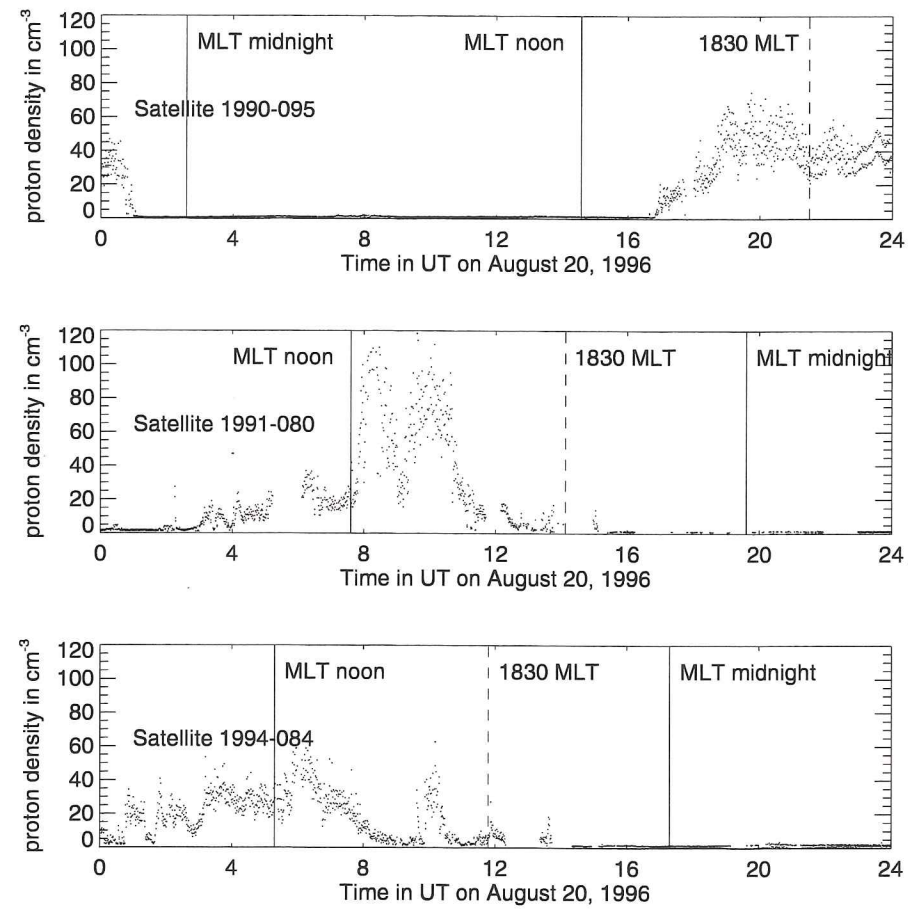 proton density in cm⁻³
120
100
80
60
40
20
0
MLT midnight
MLT noon
1830 MLT
Satellite 1990-095
0 4 8 12 16 20 24
Time in UT on August 20, 1996
proton density in cm⁻³
120
100
80
60
40
20
0
MLT noon
1830 MLT
MLT midnight
Satellite 1991-080
0 4 8 12 16 20 24
Time in UT on August 20, 1996
proton density in cm⁻³
120
100
80
60
40
20
0
MLT noon
1830 MLT
MLT midnight
Satellite 1994-084
0 4 8 12 16 20 24
Time in UT on August 20, 1996